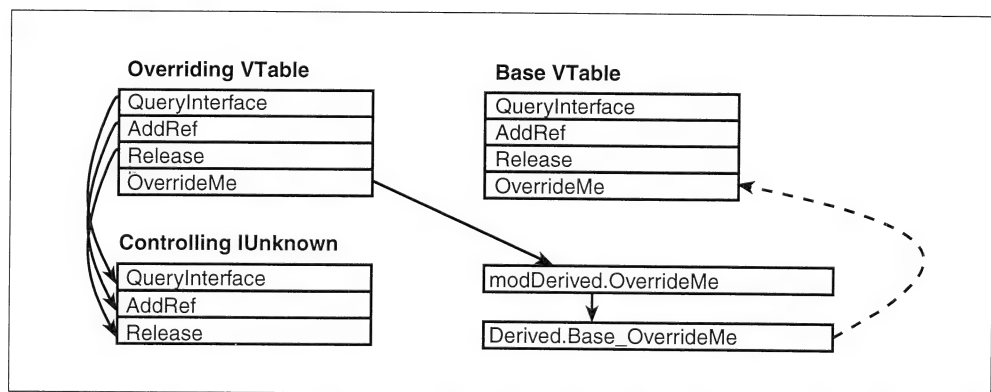 Overriding VTable
QueryInterface
AddRef
Release
OverrideMe
Controlling IUnknown
QueryInterface
AddRef
Release
Base VTable
QueryInterface
AddRef
Release
OverrideMe
modDerived.OverrideMe
Derived.Base_OverrideMe